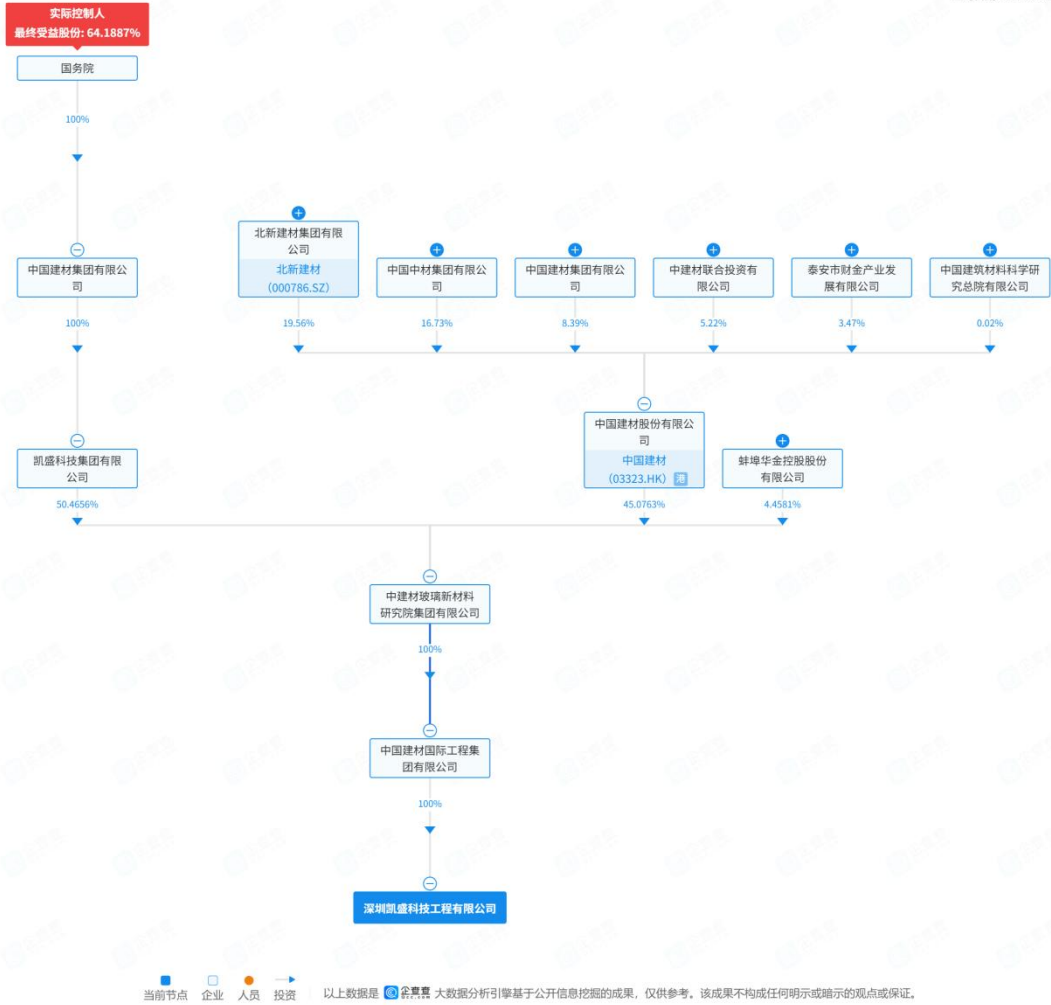 实际控制人
最终受益股份: 64.1887%
国务院
100%
北新建材集团有限
公司
北新建材
(000786.SZ)
中国建材集团有限公
司
中国中材集团有限公
司
中国建材集团有限公
司
中建材联合投资有
限公司
泰安市财金产业发
展有限公司
中国建筑材料科学研
究总院有限公司
100%
19.56%
16.73%
8.39%
5.22%
3.47%
0.02%
凯盛科技集团有限
公司
中国建材股份有限公
司
中国建材
(03323.HK) 港
蚌埠华金控股股份
有限公司
50.4656%
45.0763%
4.4581%
中建材玻璃新材料
研究院集团有限公司
100%
中国建材国际工程集
团有限公司
100%
深圳凯盛科技工程有限公司
当前节点 企业 人员 投资
以上数据是 企查查 大数据分析引擎基于公开信息挖掘的成果，仅供参考。该成果不构成任何明示或暗示的观点或保证。